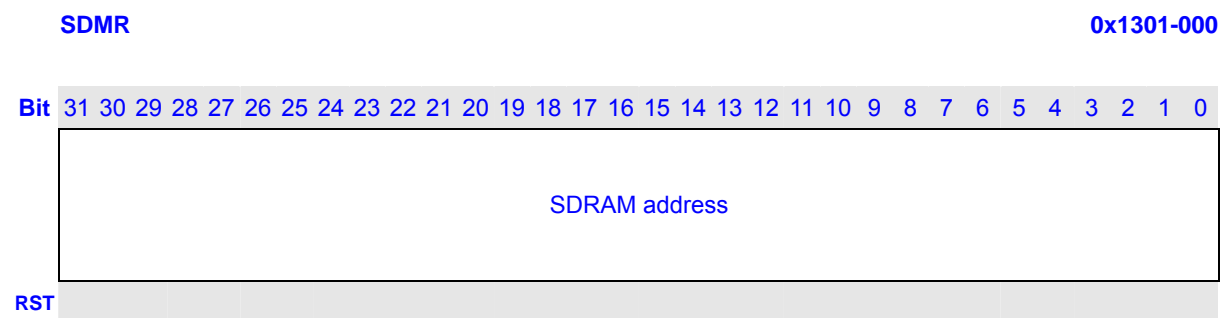 SDMR 0x1301-000
Bit 31 30 29 28 27 26 25 24 23 22 21 20 19 18 17 16 15 14 13 12 11 10 9 8 7 6 5 4 3 2 1 0
SDRAM address
RST